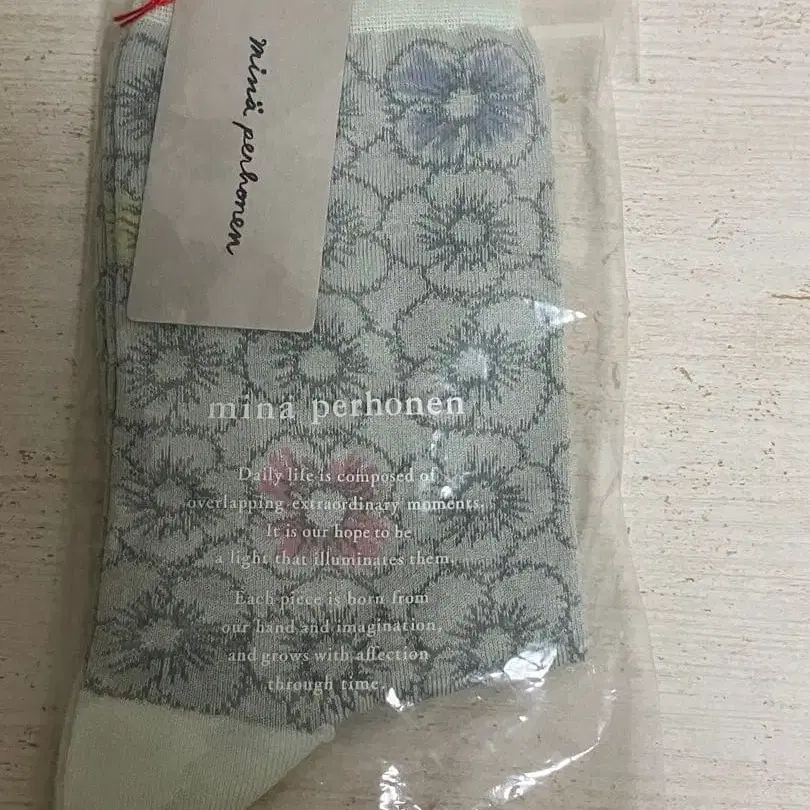 minä perhonen
mina perhonen
Daily life is composed of
overlapping extraordinary moments.
It is our hope to be
a light that illuminates them.
Each piece is born from
our hand and imagination,
and grows with affection
through time.